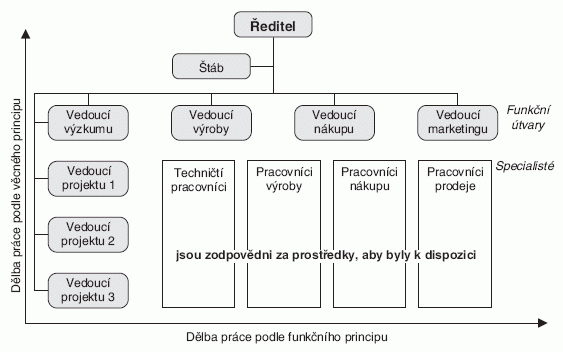 Ředitel
Štáb
Vedoucí
výzkumu
Vedoucí
výroby
Vedoucí
nákupu
Vedoucí
marketingu
Funkční
útvary
Specialisté
Vedoucí
projektu 1
Techničtí
pracovníci
Pracovníci
výroby
Pracovníci
nákupu
Pracovníci
prodeje
Vedoucí
projektu 2
jsou zodpovědni za prostředky, aby byly k dispozici
Vedoucí
projektu 3
Dělba práce podle věcného principu
Dělba práce podle funkčního principu